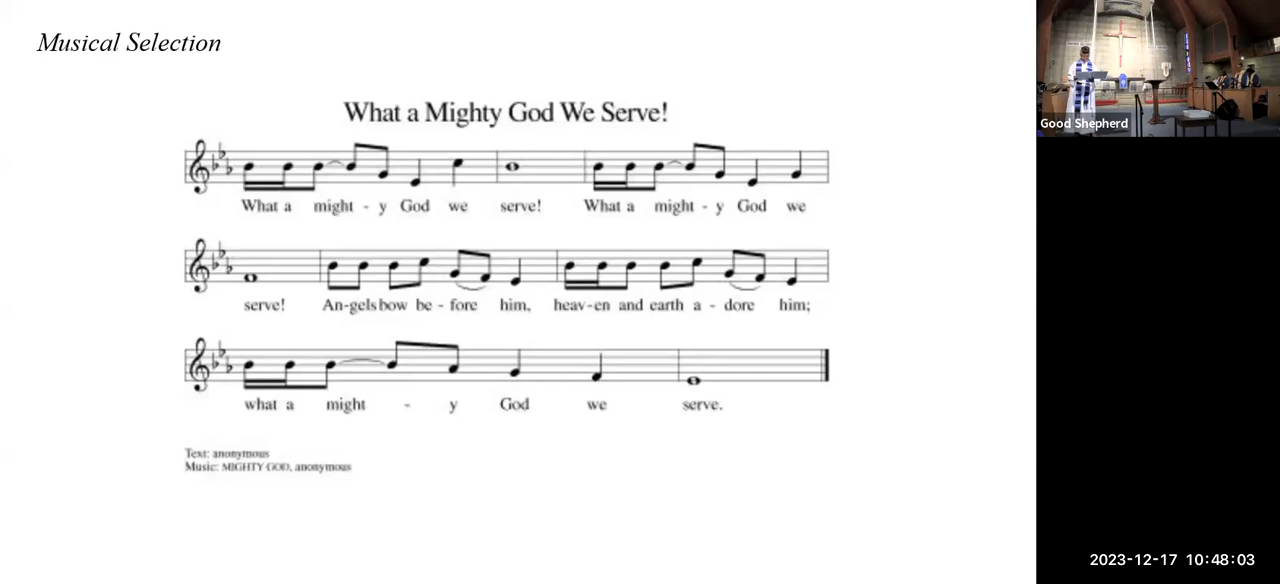 Musical Selection
What a Mighty God We Serve!
What a might - y God we serve! What a might - y God we
serve! An-gels bow be - fore him, heav-en and earth a - dore him;
what a might - y God we serve.
Text: anonymous
Music: MIGHTY GOD, anonymous
Good Shepherd
2023-12-17 10:48:03